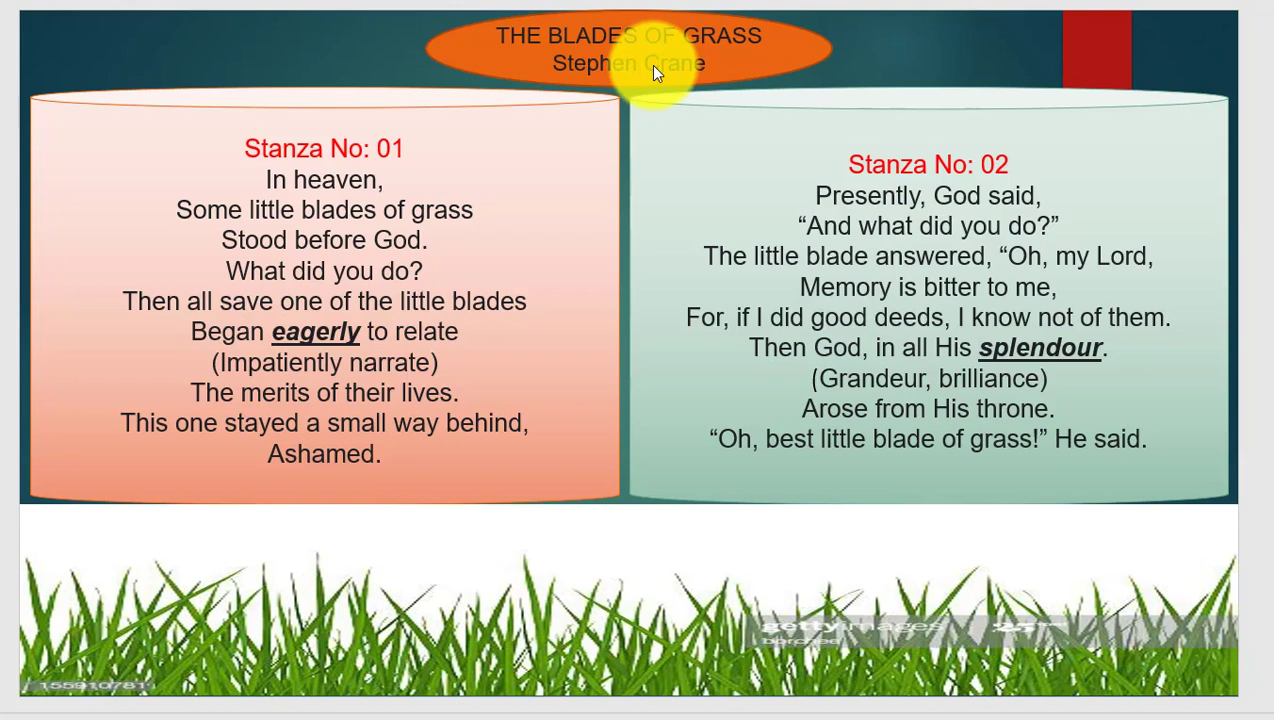 THE BLADES OF GRASS
Stephen Crane
Stanza No: 01
In heaven,
Some little blades of grass
Stood before God.
What did you do?
Then all save one of the little blades
Began eagerly to relate
(Impatiently narrate)
The merits of their lives.
This one stayed a small way behind,
Ashamed.
Stanza No: 02
Presently, God said,
“And what did you do?”
The little blade answered, “Oh, my Lord,
Memory is bitter to me,
For, if I did good deeds, I know not of them.
Then God, in all His splendour.
(Grandeur, brilliance)
Arose from His throne.
“Oh, best little blade of grass!” He said.
gettyimages
borchee
1559107811